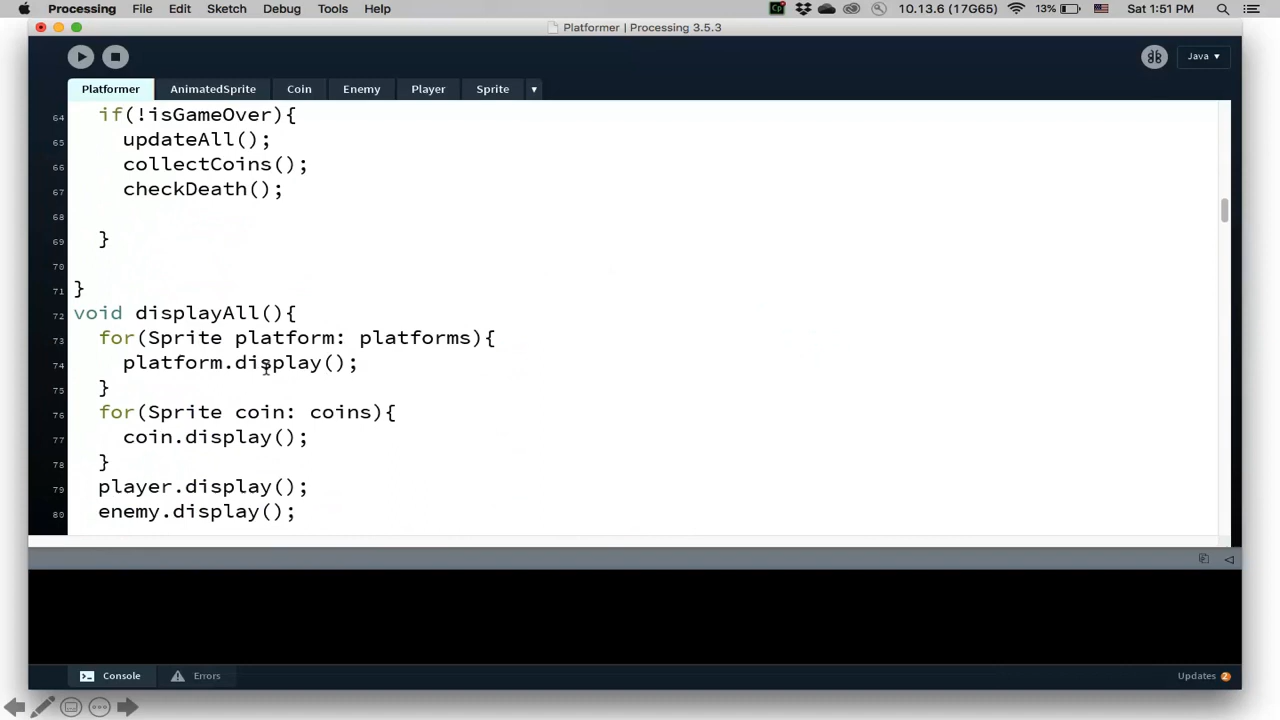 Processing File Edit Sketch Debug Tools Help 10.13.6 (17G65) 13% Sat 1:51 PM
Platformer | Processing 3.5.3
Java ▾
Platformer AnimatedSprite Coin Enemy Player Sprite ▾
64 if(!isGameOver){
65 updateAll();
66 collectCoins();
67 checkDeath();
68
69 }
70
71 }
72 void displayAll(){
73 for(Sprite platform: platforms){
74 platform.display();
75 }
76 for(Sprite coin: coins){
77 coin.display();
78 }
79 player.display();
80 enemy.display();
Console Errors Updates 2